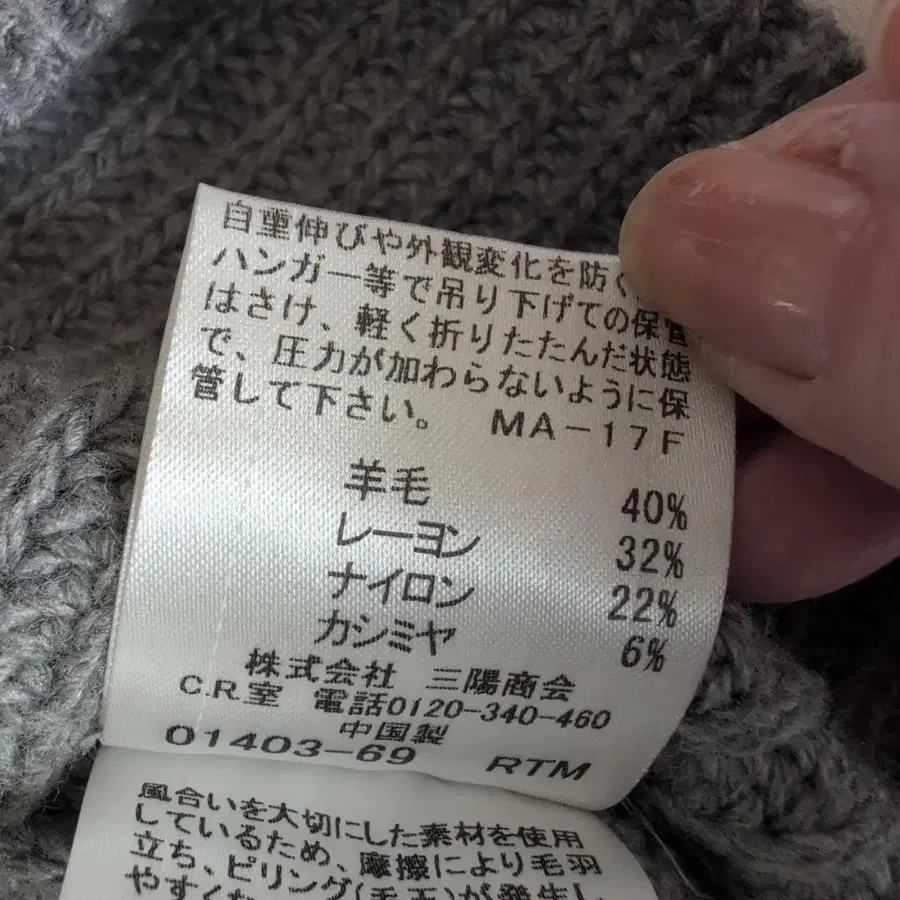 自重伸びや外観変化を防ぐ
ハンガー等で吊り下げての保管
はさけ、軽く折りたたんだ状態
で、圧力が加わらないように保
管して下さい。 MA-17F
羊毛 40%
レーヨン 32%
ナイロン 22%
カシミヤ 6%
株式会社 三陽商会
C.R.室 電話0120-340-460
中国製
01403-69 RTM
風合いを大切にした素材を使用
しているため、摩擦により毛羽
立ち、ピリング(毛玉)が発生し
やすく